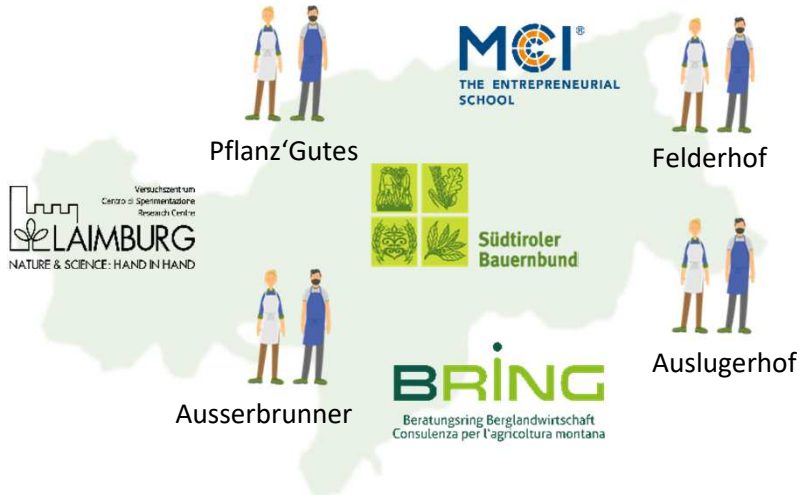 MCI®
THE ENTREPRENEURIAL
SCHOOL
Pflanz‘Gutes
Felderhof
Versuchszentrum
Centro di Sperimentazione
Research Centre
LAIMBURG
NATURE & SCIENCE: HAND IN HAND
Südtiroler
Bauernbund
Auslugerhof
Ausserbrunner
BRING
Beratungsring Berglandwirtschaft
Consulenza per l'agricoltura montana